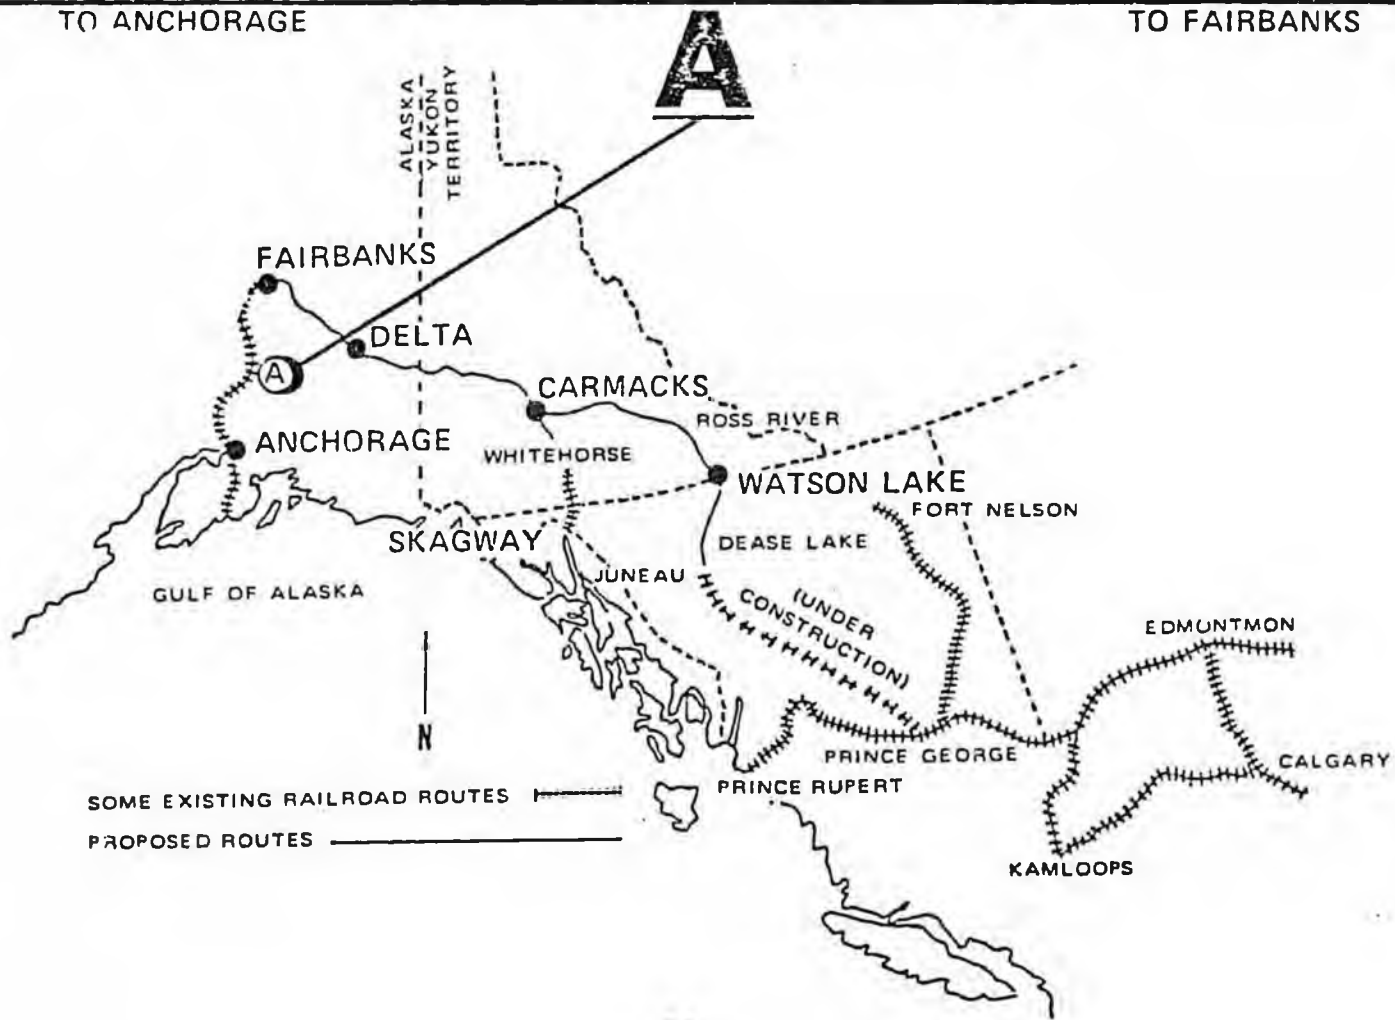 TO ANCHORAGE
TO FAIRBANKS
A
ALASKA
YUKON
TERRITORY
FAIRBANKS
DELTA
A
CARMACKS
ROSS RIVER
ANCHORAGE
WHITEHORSE
WATSON LAKE
FORT NELSON
SKAGWAY
DEASE LAKE
JUNEAU
GULF OF ALASKA
(UNDER
CONSTRUCTION)
EDMUNTMON
N
PRINCE GEORGE
CALGARY
PRINCE RUPERT
SOME EXISTING RAILROAD ROUTES
PROPOSED ROUTES
KAMLOOPS